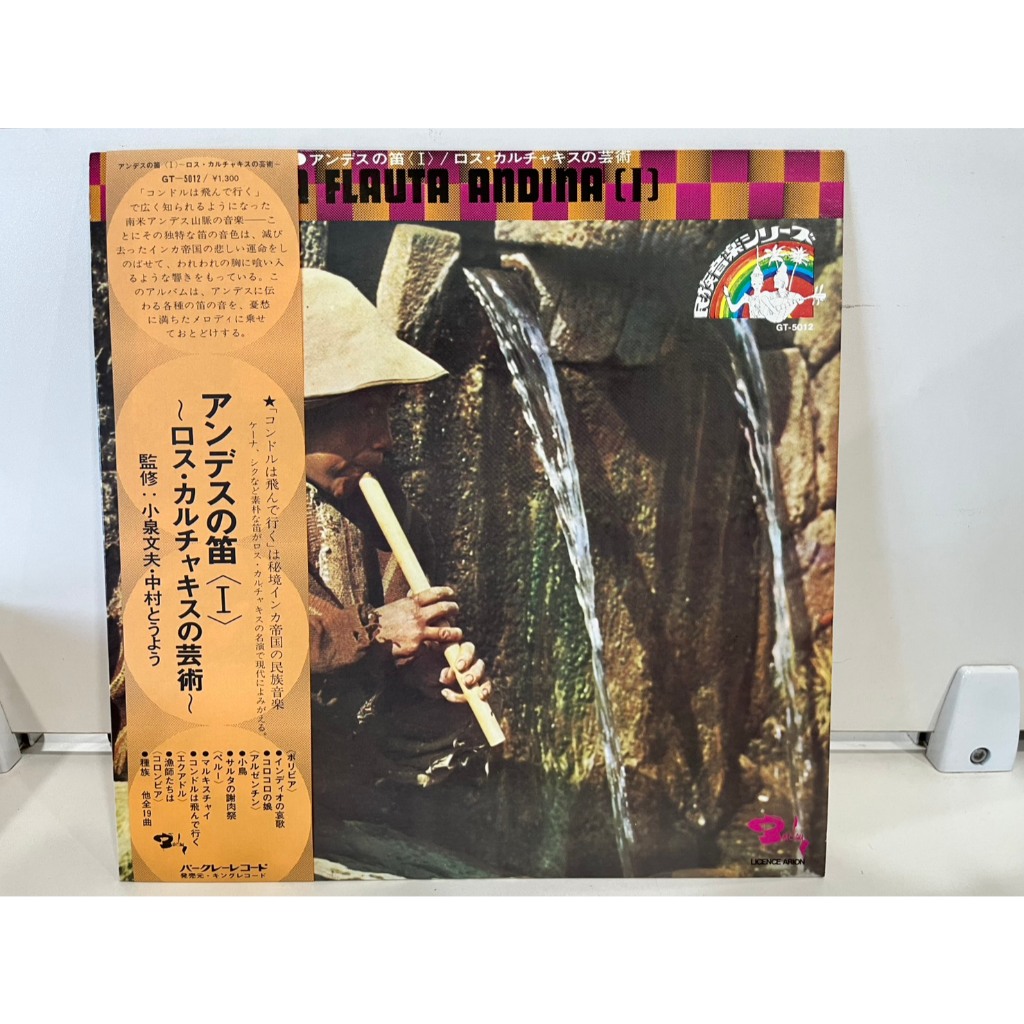 ●アンデスの笛〈I〉/ロス・カルチャキスの芸術
FLAUTA ANDINA (I)
民族音楽シリーズ
GT-5012
アンデスの笛〈I〉—ロス・カルチャキスの芸術—
GT—5012/¥1,300
「コンドルは飛んで行く」
で広く知られるようになった
南米アンデス山脈の音楽——こ
とにその独特な笛の音色は、滅び
去ったインカ帝国の悲しい運命をし
のばせて、われわれの胸に喰い入
るような響きをもっている。こ
のアルバムは、アンデスに伝
わる各種の笛の音を、憂愁
に満ちたメロディに乗せ
ておとどけする。
★「コンドルは飛んで行く」は秘境インカ帝国の民族音楽
ケーナ、シクなど素朴な笛がロス・カルチャキスの名演で現代によみがえる。
アンデスの笛〈I〉
〜ロス・カルチャキスの芸術〜
監修:小泉文夫・中村とうよう
〈ボリビア〉
●インディオの哀歌
●コロコロの娘
〈アルゼンチン〉
●小鳥
●サルタの謝肉祭
〈ペルー〉
●マルキスチャイ
●コンドルは飛んで行く
〈エクアドル〉
●漁師たちは
〈コロンビア〉
●種族 他全19曲
バークレーレコード
発売元・キングレコード
LICENCE ARION